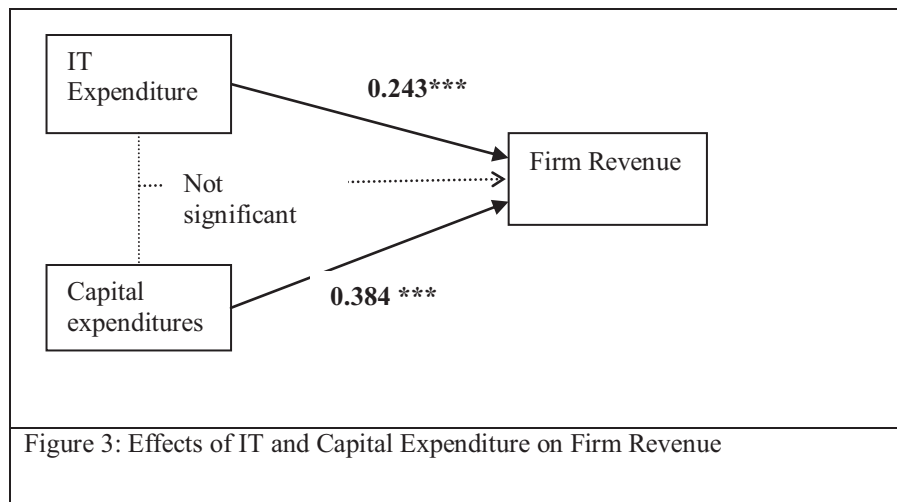 IT
Expenditure
0.243***
Firm Revenue
Not
significant
Capital
expenditures
0.384 ***
Figure 3: Effects of IT and Capital Expenditure on Firm Revenue